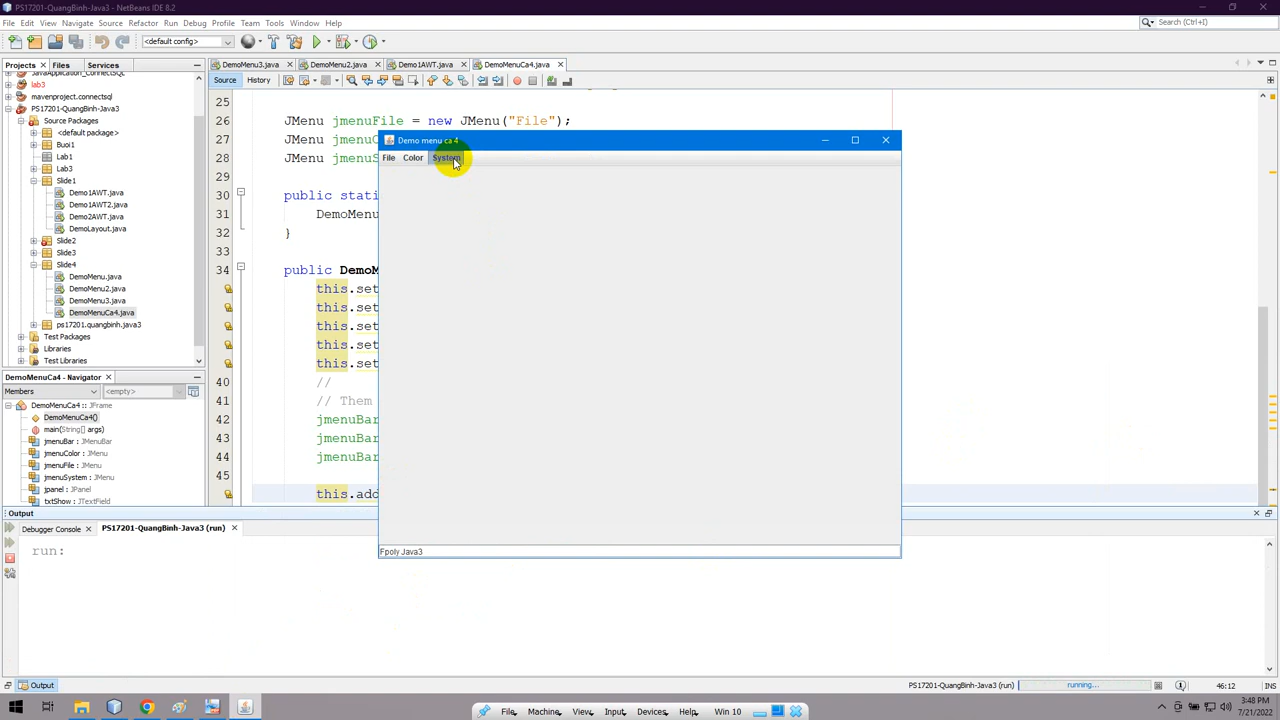 PS17201-QuangBinh-Java3 - NetBeans IDE 8.2
File Edit View Navigate Source Refactor Run Debug Profile Team Tools Window Help
Search (Ctrl+I)
<default config>
Projects Files Services
DemoMenu3.java DemoMenu2.java Demo1AWT.java DemoMenuCa4.java
Source History
JavaApplication_ConnectSQL
lab3
mavenproject.connectsql
PS17201-QuangBinh-Java3
Source Packages
<default package>
Buoi1
Lab1
Lab3
Slide1
Demo1AWT.java
Demo1AWT2.java
Demo2AWT.java
DemoLayout.java
Slide2
Slide3
Slide4
DemoMenu.java
DemoMenu2.java
DemoMenu3.java
DemoMenuCa4.java
ps17201.quangbinh.java3
Test Packages
Libraries
Test Libraries
25
26 JMenu jmenuFile = new JMenu("File");
27 JMenu jmenuC
28 JMenu jmenuS
29
30 public stati
31 DemoMenu
32 }
33
34 public DemoM
this.set
this.set
this.set
this.set
this.set
40 //
41 // Them
42 jmenuBar
43 jmenuBar
44 jmenuBar
45
this.add
Demo menu ca 4
File Color System
Fpoly Java3
DemoMenuCa4 - Navigator
Members <empty>
DemoMenuCa4 :: JFrame
DemoMenuCa4()
main(String[] args)
jmenuBar : JMenuBar
jmenuColor : JMenu
jmenuFile : JMenu
jmenuSystem : JMenu
jpanel : JPanel
txtShow : JTextField
Output
Debugger Console PS17201-QuangBinh-Java3 (run)
run:
Output
PS17201-QuangBinh-Java3 (run) running... 46:12 INS
File Machine View Input Devices Help Win 10
3:48 PM
7/21/2022